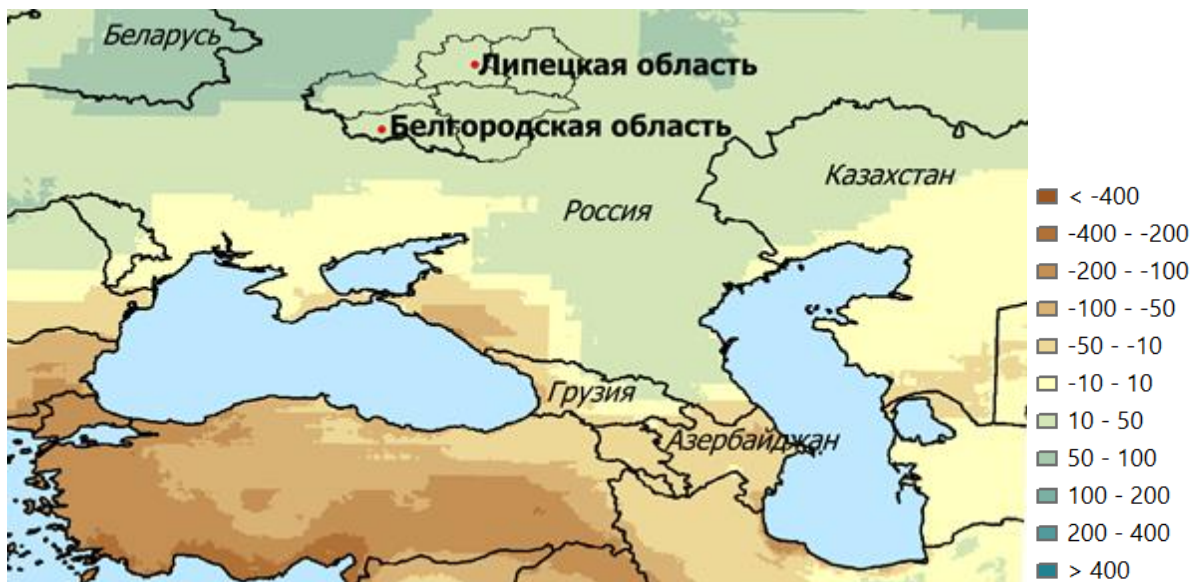 Беларусь
Липецкая область
Белгородская область
Казахстан
Россия
Грузия
Азербайджан
< -400
-400 - -200
-200 - -100
-100 - -50
-50 - -10
-10 - 10
10 - 50
50 - 100
100 - 200
200 - 400
> 400